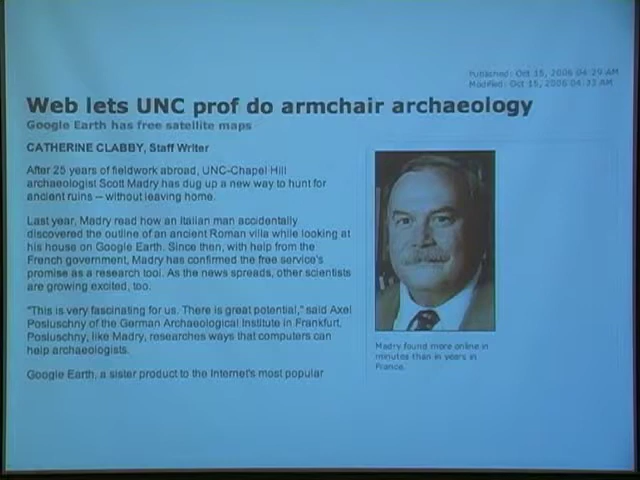 Published: Oct 15, 2006 04:29 AM
Modified: Oct 15, 2006 04:33 AM
Web lets UNC prof do armchair archaeology
Google Earth has free satellite maps
CATHERINE CLABBY, Staff Writer
After 25 years of fieldwork abroad, UNC-Chapel Hill
archaeologist Scott Madry has dug up a new way to hunt for
ancient ruins -- without leaving home.
Last year, Madry read how an Italian man accidentally
discovered the outline of an ancient Roman villa while looking at
his house on Google Earth. Since then, with help from the
French government, Madry has confirmed the free service's
promise as a research tool. As the news spreads, other scientists
are growing excited, too.
"This is very fascinating for us. There is great potential," said Axel
Posluschny of the German Archaeological Institute in Frankfurt.
Posluschny, like Madry, researches ways that computers can
help archaeologists.
Google Earth, a sister product to the Internet's most popular
Madry found more online in
minutes than in years in
France.